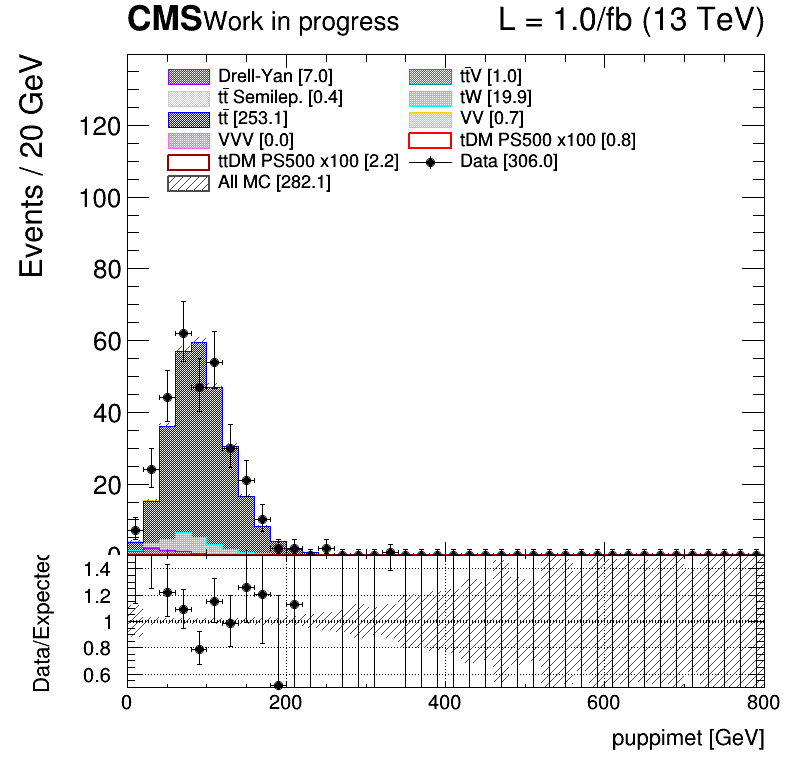 CMS Work in progress L = 1.0/fb (13 TeV)
Events / 20 GeV
Drell-Yan [7.0] tt̄V [1.0]
tt̄ Semilep. [0.4] tW [19.9]
tt̄ [253.1] VV [0.7]
VVV [0.0] tDM PS500 x100 [0.8]
ttDM PS500 x100 [2.2] Data [306.0]
All MC [282.1]
120
100
80
60
40
20
0
Data/Expected
1.4
1.2
1
0.8
0.6
0 200 400 600 800
puppimet [GeV]